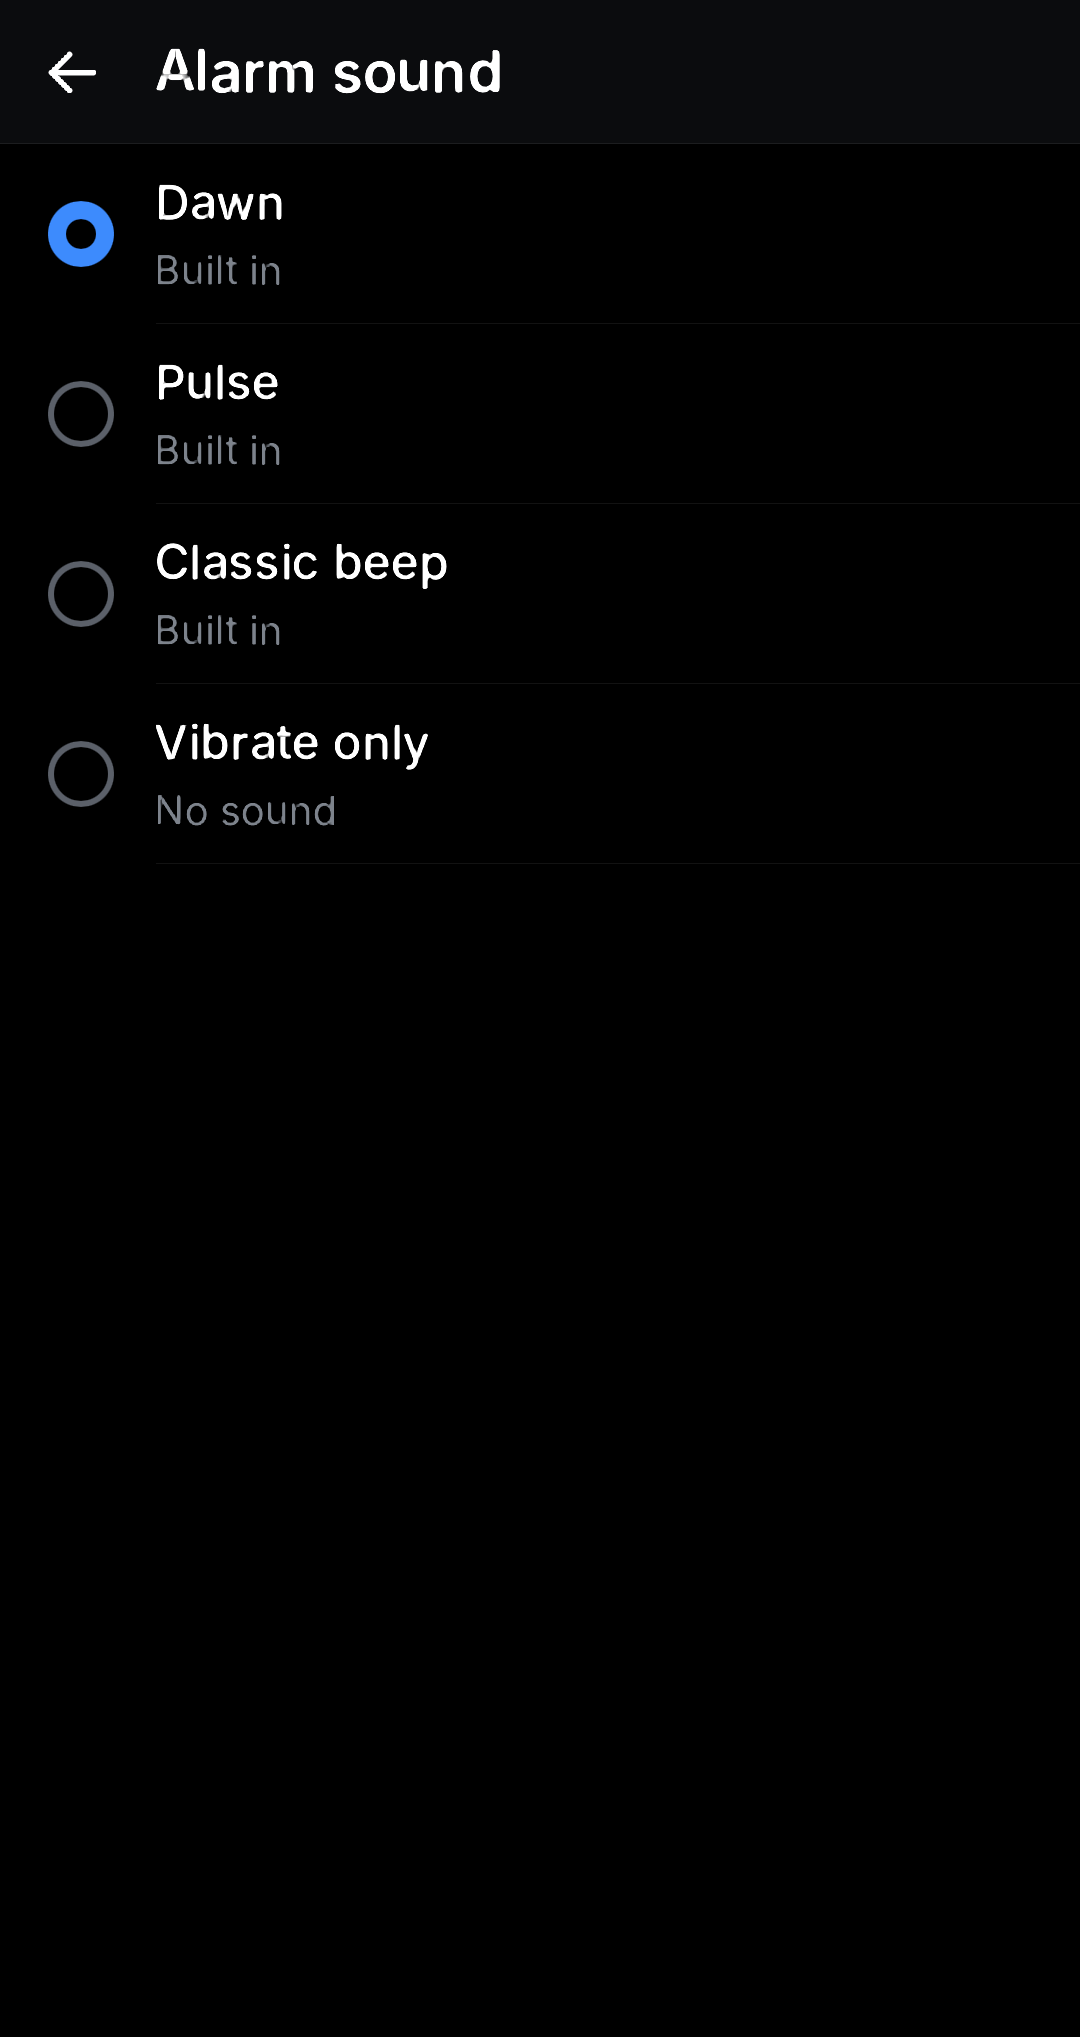 Alarm sound
Dawn
Built in
Pulse
Built in
Classic beep
Built in
Vibrate only
No sound